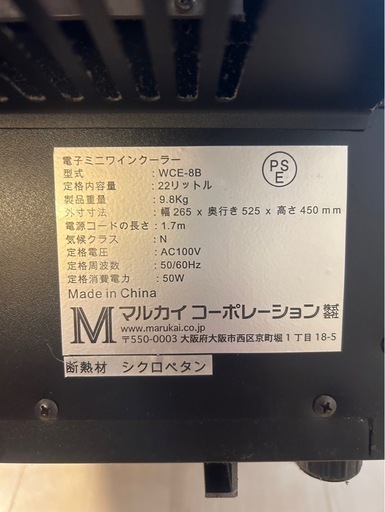 電子ミニワインクーラー
型式 : WCE-8B
定格内容量 : 22リットル
製品重量 : 9.8Kg
外寸寸法 : 幅 265 x 奥行き 525 x 高さ 450 mm
電源コードの長さ : 1.7m
気候クラス : N
定格電圧 : AC100V
定格周波数 : 50/60Hz
定格消費電力 : 50W
Made in China
PS
E
M マルカイ コーポレーション 株式会社
www.marukai.co.jp
〒550-0003 大阪府大阪市西区京町堀1丁目18-5
断熱材 シクロペタン